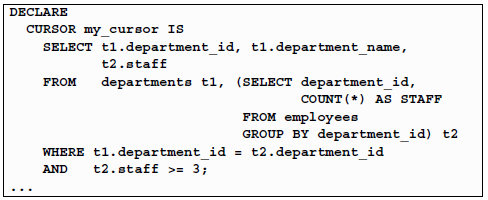 DECLARE
CURSOR my_cursor IS
SELECT t1.department_id, t1.department_name,
t2.staff
FROM departments t1, (SELECT department_id,
COUNT(*) AS STAFF
FROM employees
GROUP BY department_id) t2
WHERE t1.department_id = t2.department_id
AND t2.staff >= 3;
...